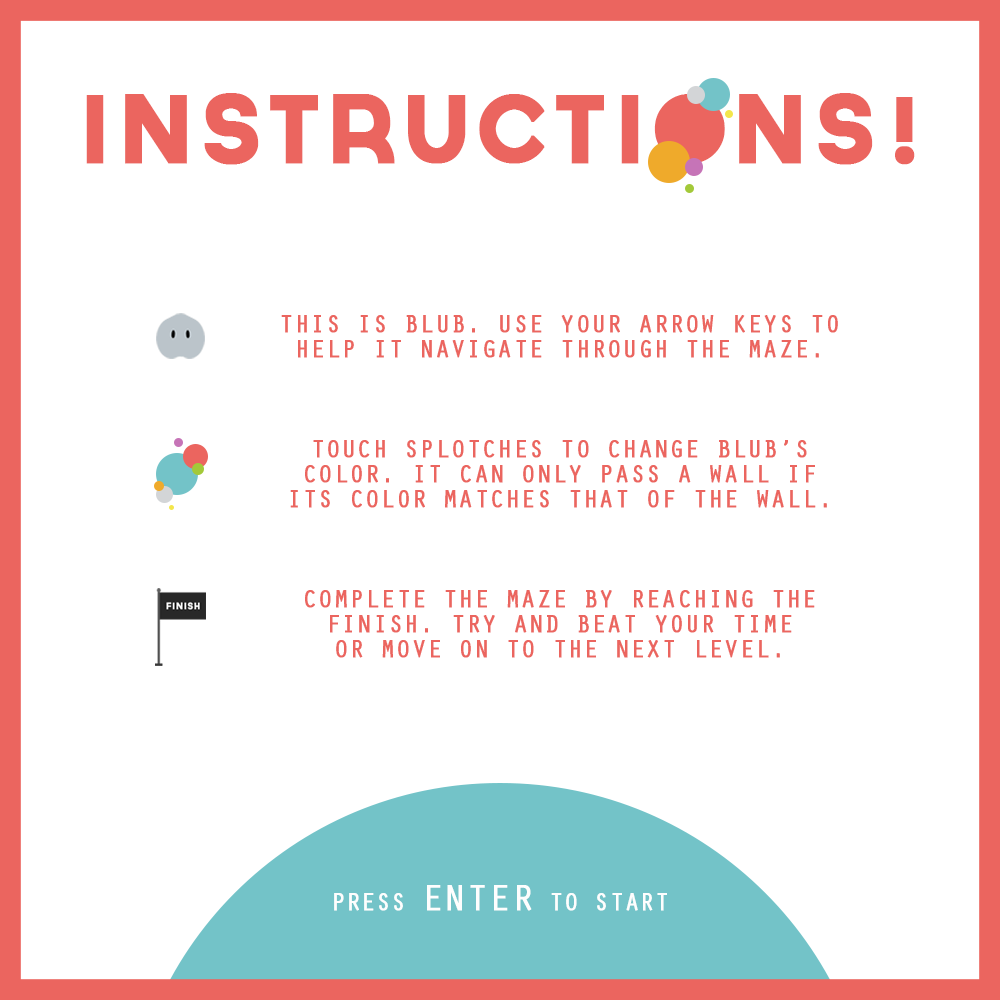 INSTRUCTIONS!
THIS IS BLUB. USE YOUR ARROW KEYS TO
HELP IT NAVIGATE THROUGH THE MAZE.
TOUCH SPLOTCHES TO CHANGE BLUB'S
COLOR. IT CAN ONLY PASS A WALL IF
ITS COLOR MATCHES THAT OF THE WALL.
FINISH
COMPLETE THE MAZE BY REACHING THE
FINISH. TRY AND BEAT YOUR TIME
OR MOVE ON TO THE NEXT LEVEL.
PRESS ENTER TO START